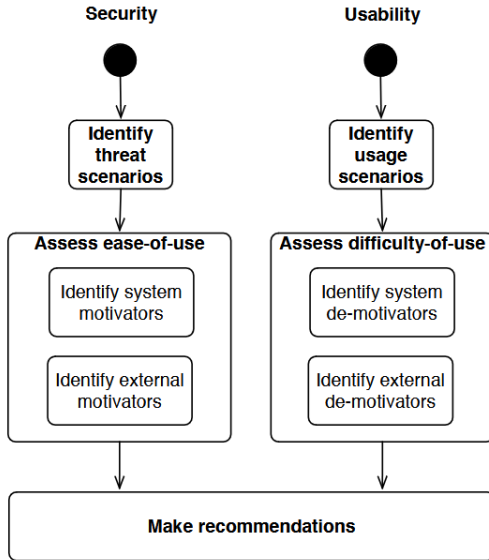 Security
Usability
Identify
threat
scenarios
Identify
usage
scenarios
Assess ease-of-use
Identify system
motivators
Identify external
motivators
Assess difficulty-of-use
Identify system
de-motivators
Identify external
de-motivators
Make recommendations